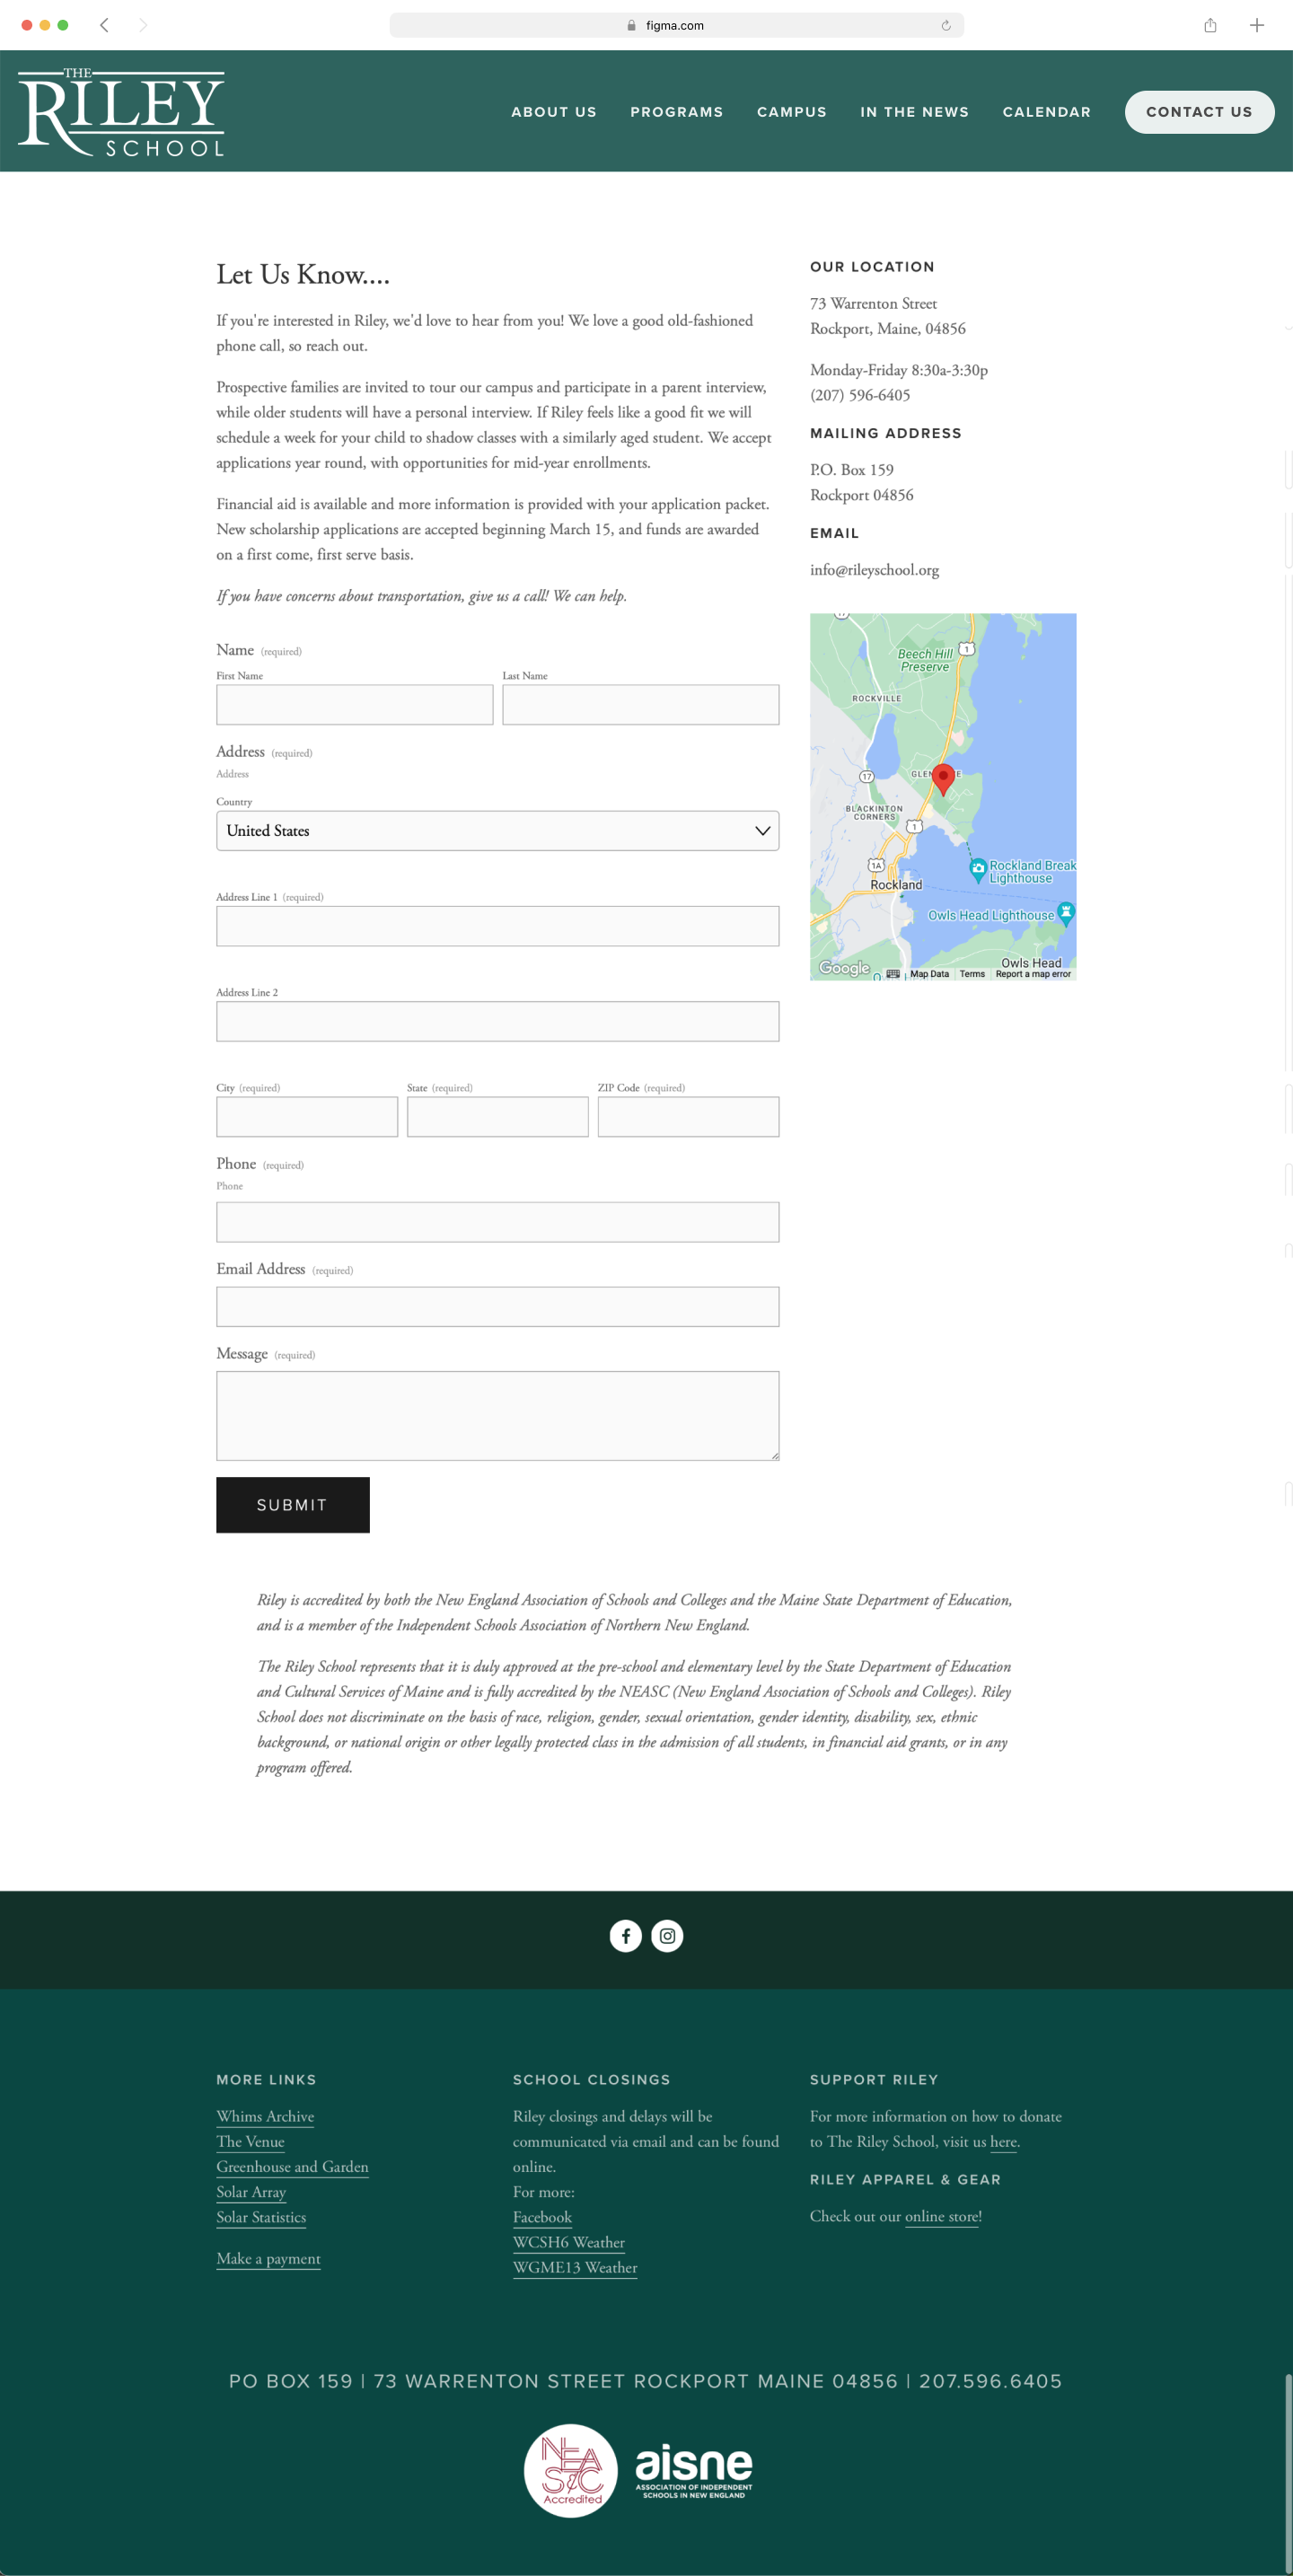 figma.com
THE
RILEY
SCHOOL
ABOUT US
PROGRAMS
CAMPUS
IN THE NEWS
CALENDAR
CONTACT US
Let Us Know....
If you're interested in Riley, we'd love to hear from you! We love a good old-fashioned
phone call, so reach out.
Prospective families are invited to tour our campus and participate in a parent interview,
while older students will have a personal interview. If Riley feels like a good fit we will
schedule a week for your child to shadow classes with a similarly aged student. We accept
applications year round, with opportunities for mid-year enrollments.
Financial aid is available and more information is provided with your application packet.
New scholarship applications are accepted beginning March 15, and funds are awarded
on a first come, first serve basis.
If you have concerns about transportation, give us a call! We can help.
Name (required)
First Name
Last Name
Address (required)
Address
Country
United States
Address Line 1 (required)
Address Line 2
City (required)
State (required)
ZIP Code (required)
Phone (required)
Phone
Email Address (required)
Message (required)
SUBMIT
OUR LOCATION
73 Warrenton Street
Rockport, Maine, 04856
Monday-Friday 8:30a-3:30p
(207) 596-6405
MAILING ADDRESS
P.O. Box 159
Rockport 04856
EMAIL
info@rileyschool.org
17
1
Beech Hill
Preserve
ROCKVILLE
17
BLACKINTON
CORNERS
1
1A
Rockland
Rockland Break
Lighthouse
Owls Head Lighthouse
Owls Head
Google
Map Data
Terms
Report a map error
Riley is accredited by both the New England Association of Schools and Colleges and the Maine State Department of Education,
and is a member of the Independent Schools Association of Northern New England.
The Riley School represents that it is duly approved at the pre-school and elementary level by the State Department of Education
and Cultural Services of Maine and is fully accredited by the NEASC (New England Association of Schools and Colleges). Riley
School does not discriminate on the basis of race, religion, gender, sexual orientation, gender identity, disability, sex, ethnic
background, or national origin or other legally protected class in the admission of all students, in financial aid grants, or in any
program offered.
MORE LINKS
Whims Archive
The Venue
Greenhouse and Garden
Solar Array
Solar Statistics
Make a payment
SCHOOL CLOSINGS
Riley closings and delays will be
communicated via email and can be found
online.
For more:
Facebook
WCSH6 Weather
WGME13 Weather
SUPPORT RILEY
For more information on how to donate
to The Riley School, visit us here.
RILEY APPAREL & GEAR
Check out our online store!
PO BOX 159 | 73 WARRENTON STREET ROCKPORT MAINE 04856 | 207.596.6405
NEA
S&C
Accredited
aisne
ASSOCIATION OF INDEPENDENT
SCHOOLS IN NEW ENGLAND